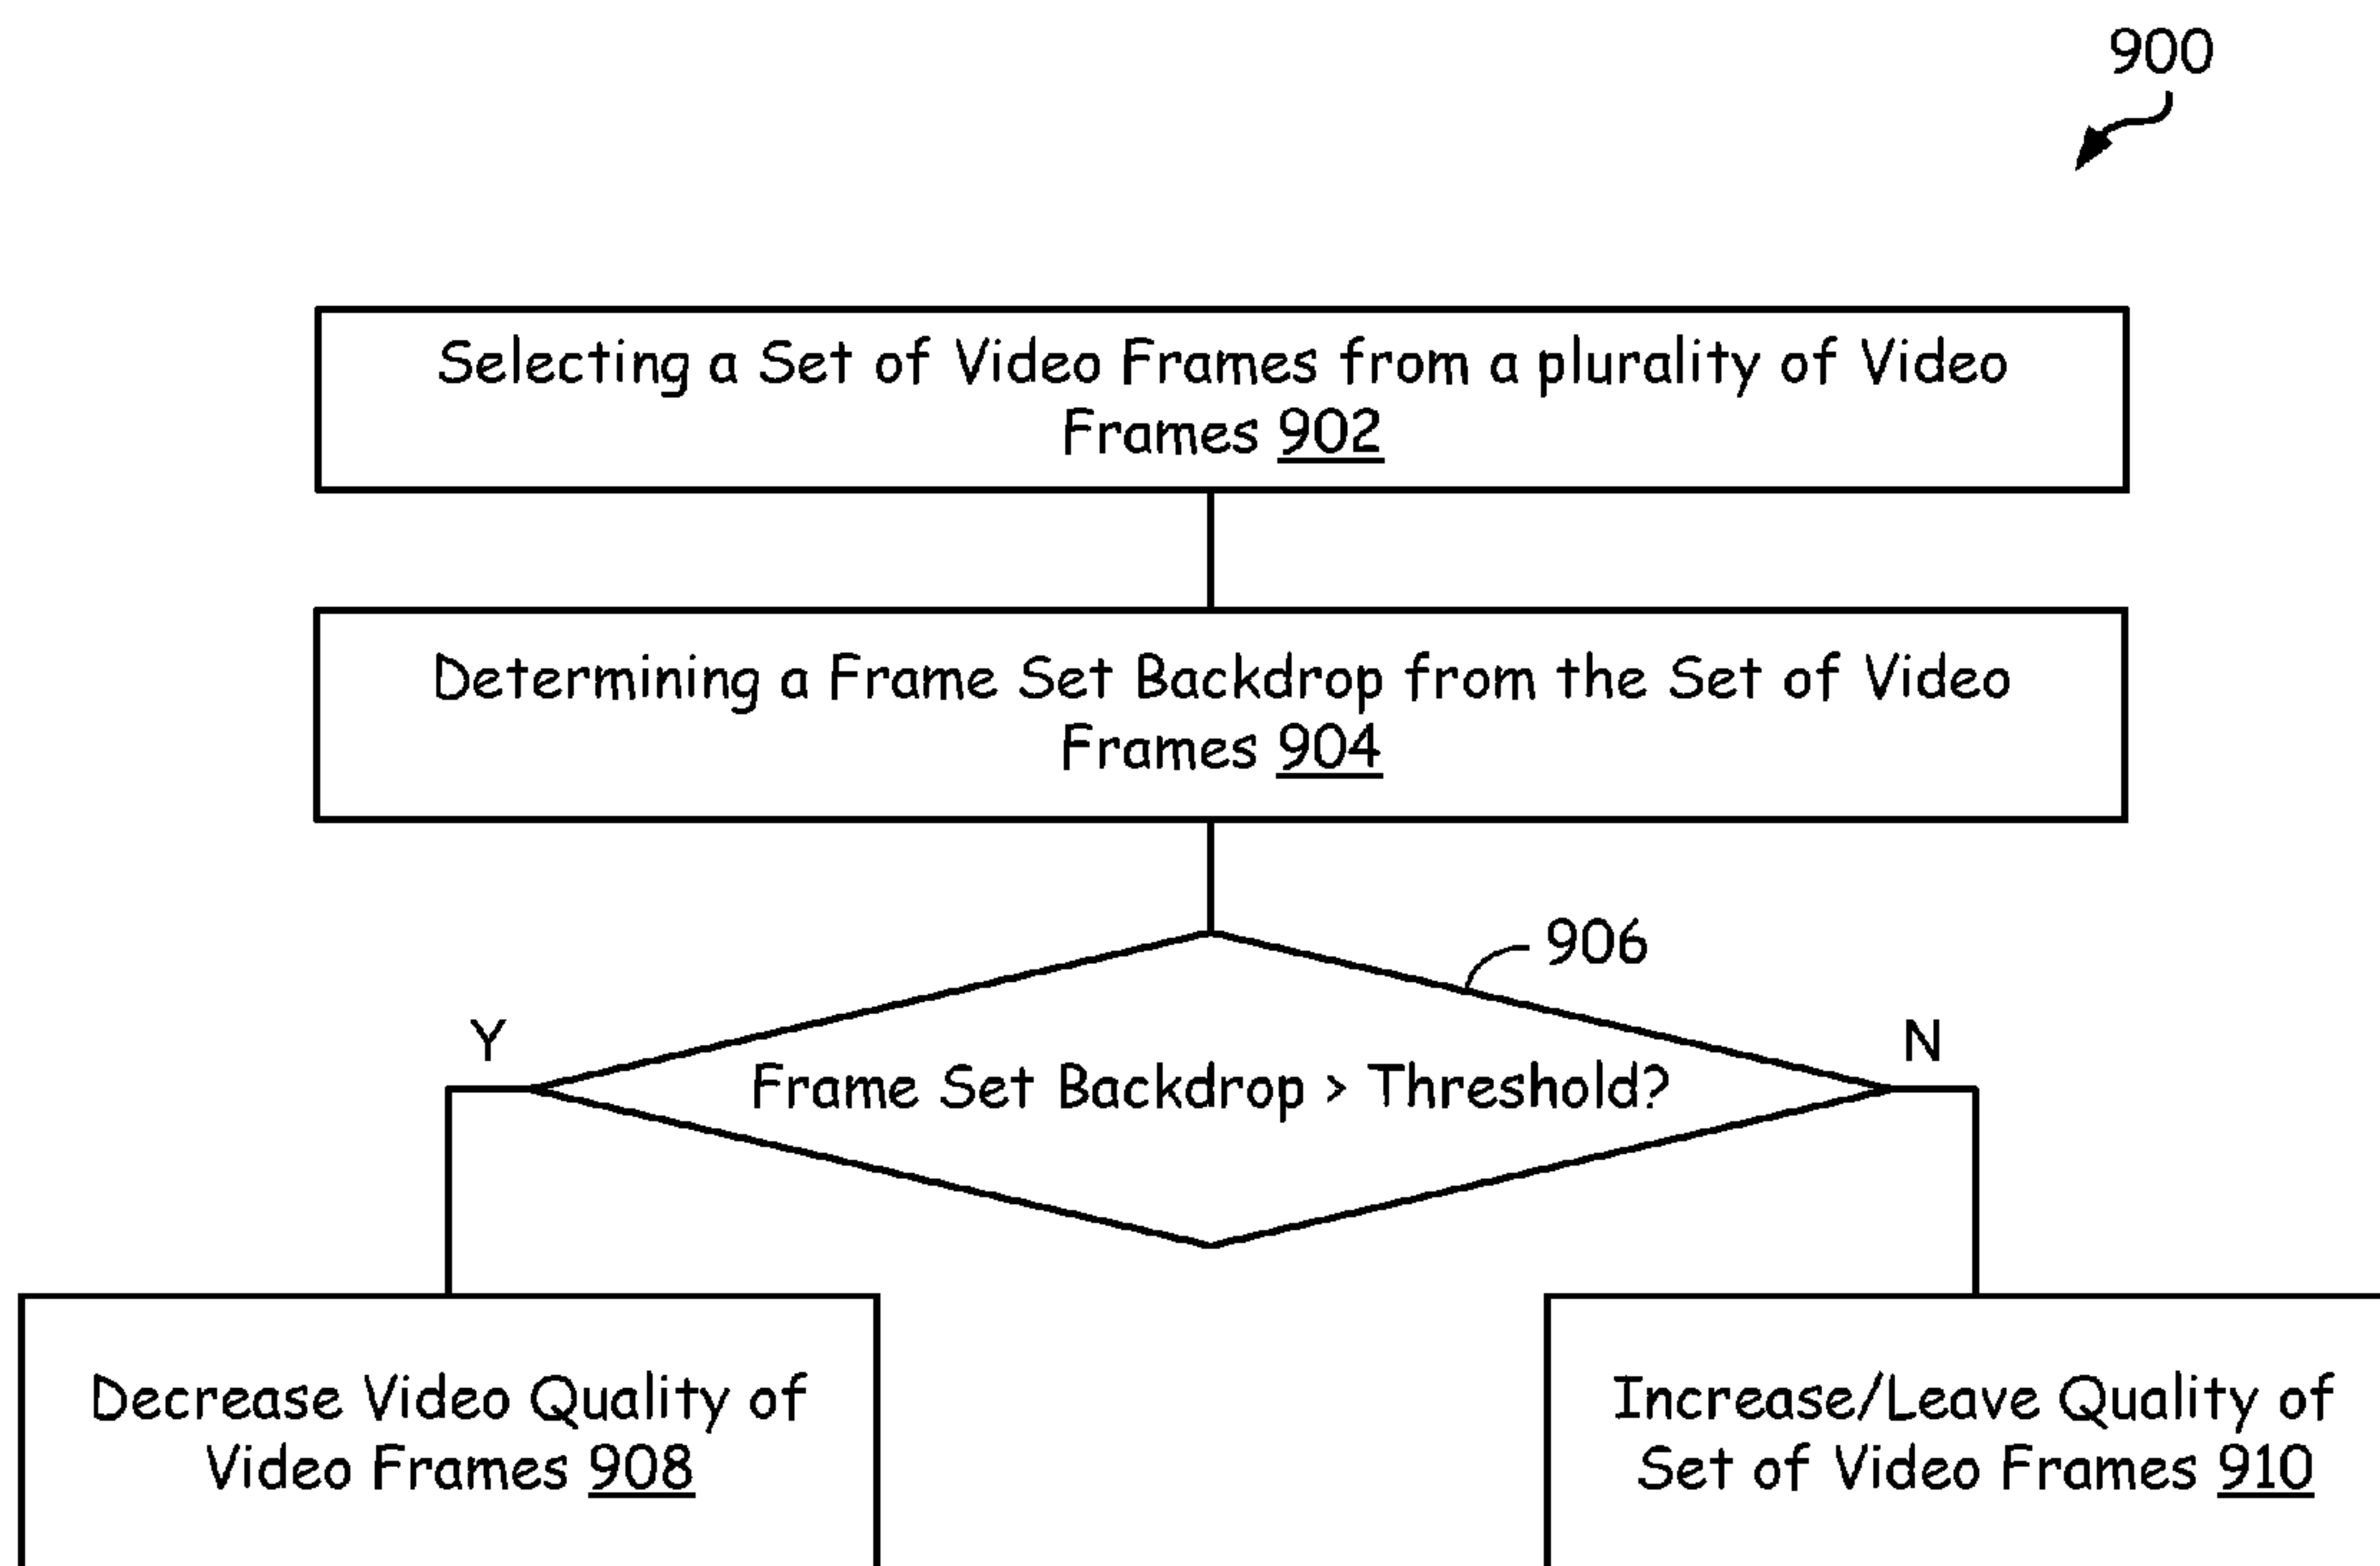 900
Selecting a Set of Video Frames from a plurality of Video
Frames 902
Determining a Frame Set Backdrop from the Set of Video
Frames 904
906
Y
N
Frame Set Backdrop > Threshold?
Decrease Video Quality of
Video Frames 908
Increase/Leave Quality of
Set of Video Frames 910